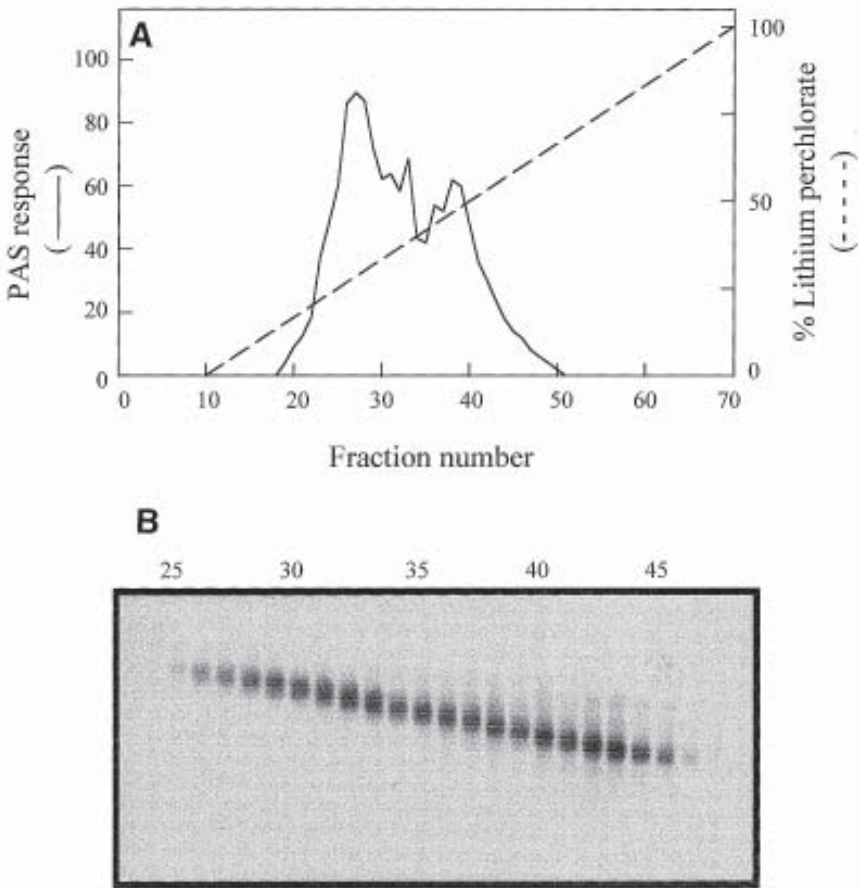 A
100
80
60
40
20
0
PAS response
(——)
100
50
0
% Lithium perchlorate
(- - - - -)
0 10 20 30 40 50 60 70
Fraction number
B
25 30 35 40 45